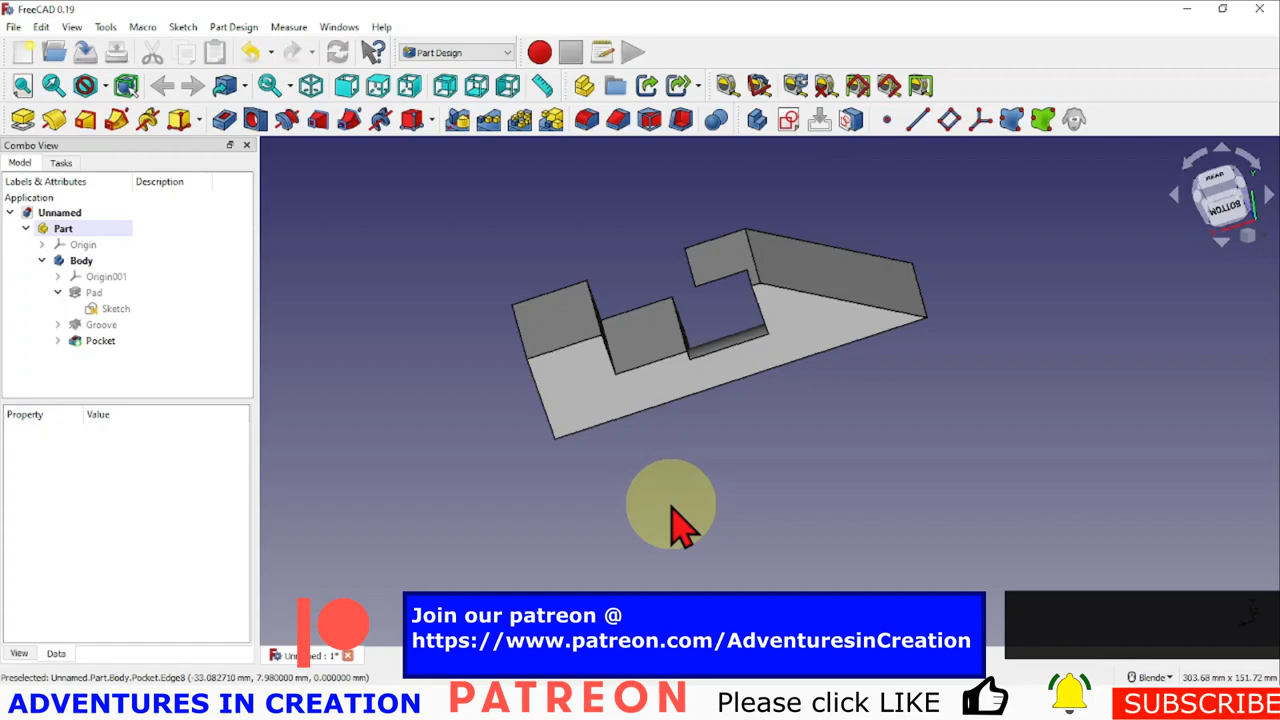 FreeCAD 0.19
File Edit View Tools Macro Sketch Part Design Measure Windows Help
Part Design
Combo View
Model Tasks
Labels & Attributes Description
Application
Unnamed
Part
Origin
Body
Origin001
Pad
Sketch
Groove
Pocket
REAR
BOTTOM
Property Value
View Data
Join our patreon @
https://www.patreon.com/AdventuresinCreation
Preselected: Unnamed.Part.Body.Pocket.Edge8 (-33.082710 mm, 7.980000 mm, 0.000000 mm)
Blende 303.68 mm x 151.72 mm
ADVENTURES IN CREATION PATREON Please click LIKE SUBSCRIBE